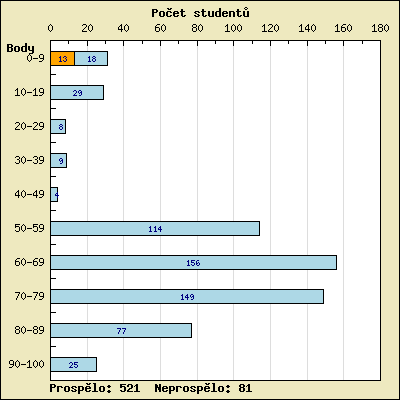 Počet studentů
0 20 40 60 80 100 120 140 160 180
Body
0-9 13 18
10-19 29
20-29 8
30-39 9
40-49 4
50-59 114
60-69 156
70-79 149
80-89 77
90-100 25
Prospělo: 521 Neprospělo: 81